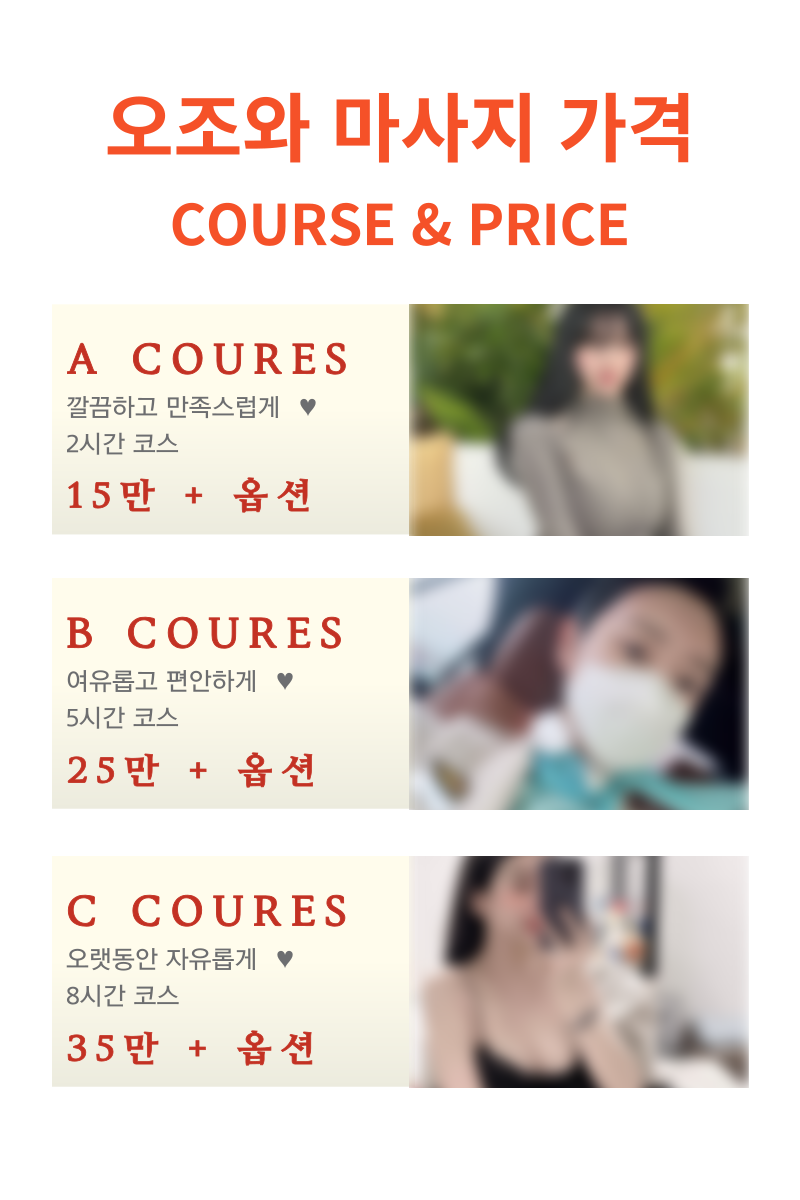 오조와 마사지 가격
COURSE & PRICE
A COURES
깔끔하고 만족스럽게 ♥
2시간 코스
15만 + 옵션
B COURES
여유롭고 편안하게 ♥
5시간 코스
25만 + 옵션
C COURES
오랫동안 자유롭게 ♥
8시간 코스
35만 + 옵션